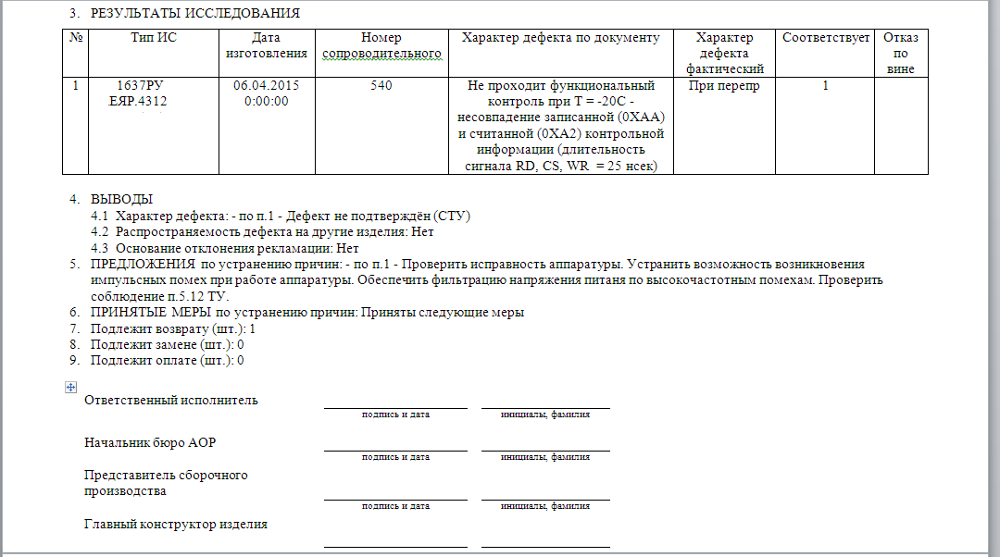 3. РЕЗУЛЬТАТЫ ИССЛЕДОВАНИЯ
№ Тип ИС Дата изготовления Номер сопроводительного Характер дефекта по документу Характер дефекта фактический Соответствует Отказ по вине
1 1637РУ ЕЯР.4312 06.04.2015 0:00:00 540 Не проходит функциональный контроль при Т = -20С - несовпадение записанной (0ХАА) и считанной (0ХА2) контрольной информации (длительность сигнала RD, CS, WR = 25 нсек) При перепр 1
4. ВЫВОДЫ
4.1 Характер дефекта: - по п.1 - Дефект не подтверждён (СТУ)
4.2 Распространяемость дефекта на другие изделия: Нет
4.3 Основание отклонения рекламации: Нет
5. ПРЕДЛОЖЕНИЯ по устранению причин: - по п.1 - Проверить исправность аппаратуры. Устранить возможность возникновения
импульсных помех при работе аппаратуры. Обеспечить фильтрацию напряжения питаня по высокочастотным помехам. Проверить
соблюдение п.5.12 ТУ.
6. ПРИНЯТЫЕ МЕРЫ по устранению причин: Приняты следующие меры
7. Подлежит возврату (шт.): 1
8. Подлежит замене (шт.): 0
9. Подлежит оплате (шт.): 0
Ответственный исполнитель
подпись и дата инициалы, фамилия
Начальник бюро АОР
подпись и дата инициалы, фамилия
Представитель сборочного
производства
подпись и дата инициалы, фамилия
Главный конструктор изделия